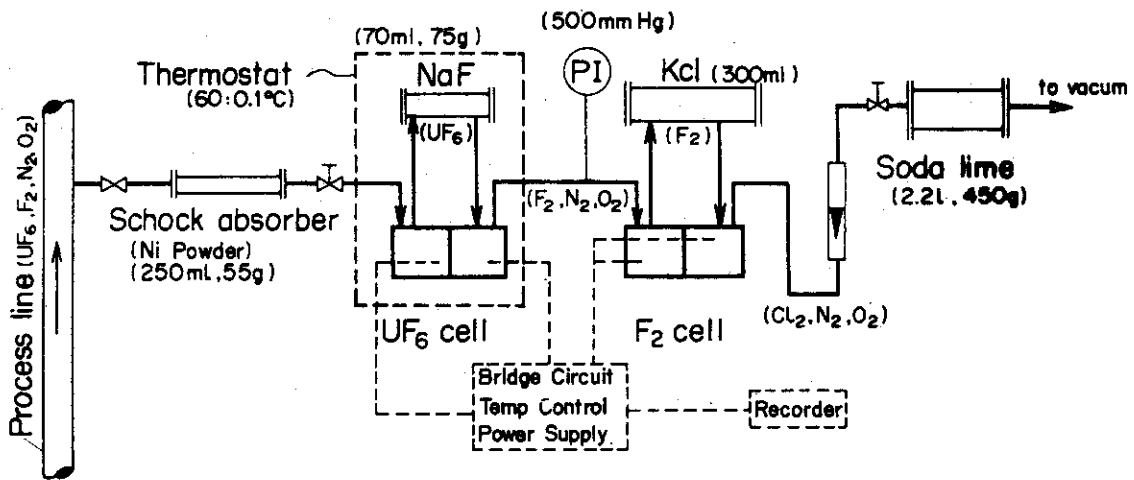 (500mm Hg)
(70ml, 75g)
Thermostat
(60:0.1°C)
NaF
PI
Kcl (300ml)
to vacum
(UF6)
(F2)
Soda lime
(2.2l, 450g)
Schock absorber
(Ni Powder)
(250ml, 55g)
(F2, N2, O2)
Process line (UF6, F2, N2, O2)
(Cl2, N2, O2)
UF6 cell
F2 cell
Bridge Circuit
Temp Control
Power Supply
Recorder